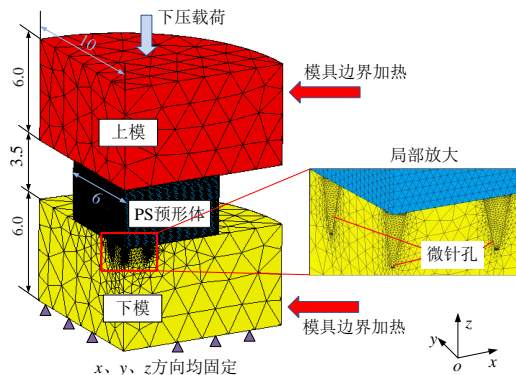 下压载荷
10
6.0
模具边界加热
上模
3.5
局部放大
6
PS预形体
6.0
微针孔
下模
模具边界加热
z
y
o
x
x、y、z方向均固定